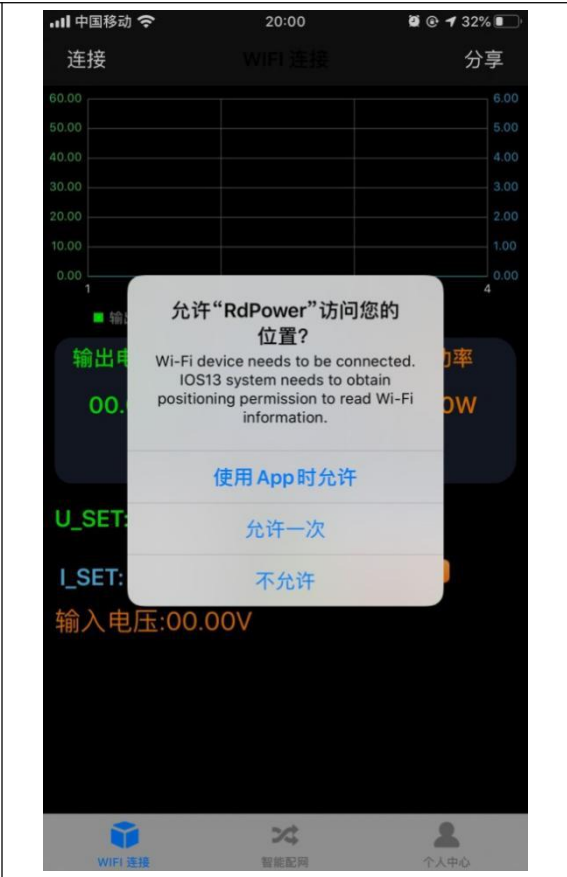 中国移动
20:00
32%
连接
WIFI 连接
分享
60.00
6.00
50.00
5.00
40.00
4.00
30.00
3.00
20.00
2.00
10.00
1.00
0.00
0.00
1
4
输
允许“RdPower”访问您的
位置?
Wi-Fi device needs to be connected.
IOS13 system needs to obtain
positioning permission to read Wi-Fi
information.
输出电
率
00.
0W
使用App时允许
U_SET:
允许一次
I_SET:
不允许
输入电压:00.00V
WIFI 连接
智能配网
个人中心